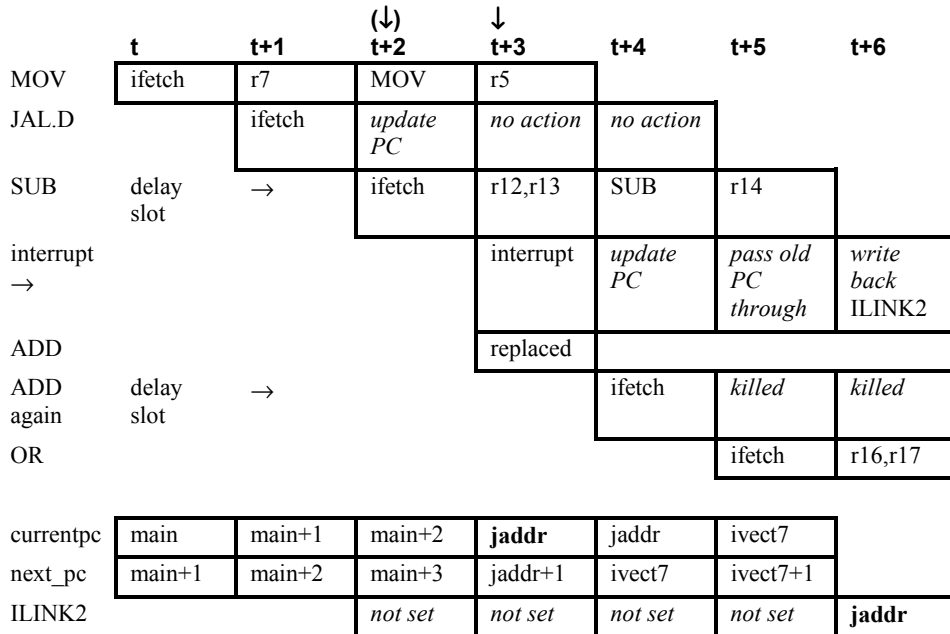 (↓) ↓
t t+1 t+2 t+3 t+4 t+5 t+6
MOV ifetch r7 MOV r5
JAL.D ifetch update no action no action
PC
SUB delay → ifetch r12,r13 SUB r14
slot
interrupt interrupt update pass old write
→ PC PC back
through ILINK2
ADD replaced
ADD delay → ifetch killed killed
again slot
OR ifetch r16,r17
currentpc main main+1 main+2 jaddr jaddr ivect7
next_pc main+1 main+2 main+3 jaddr+1 ivect7 ivect7+1
ILINK2 not set not set not set not set jaddr